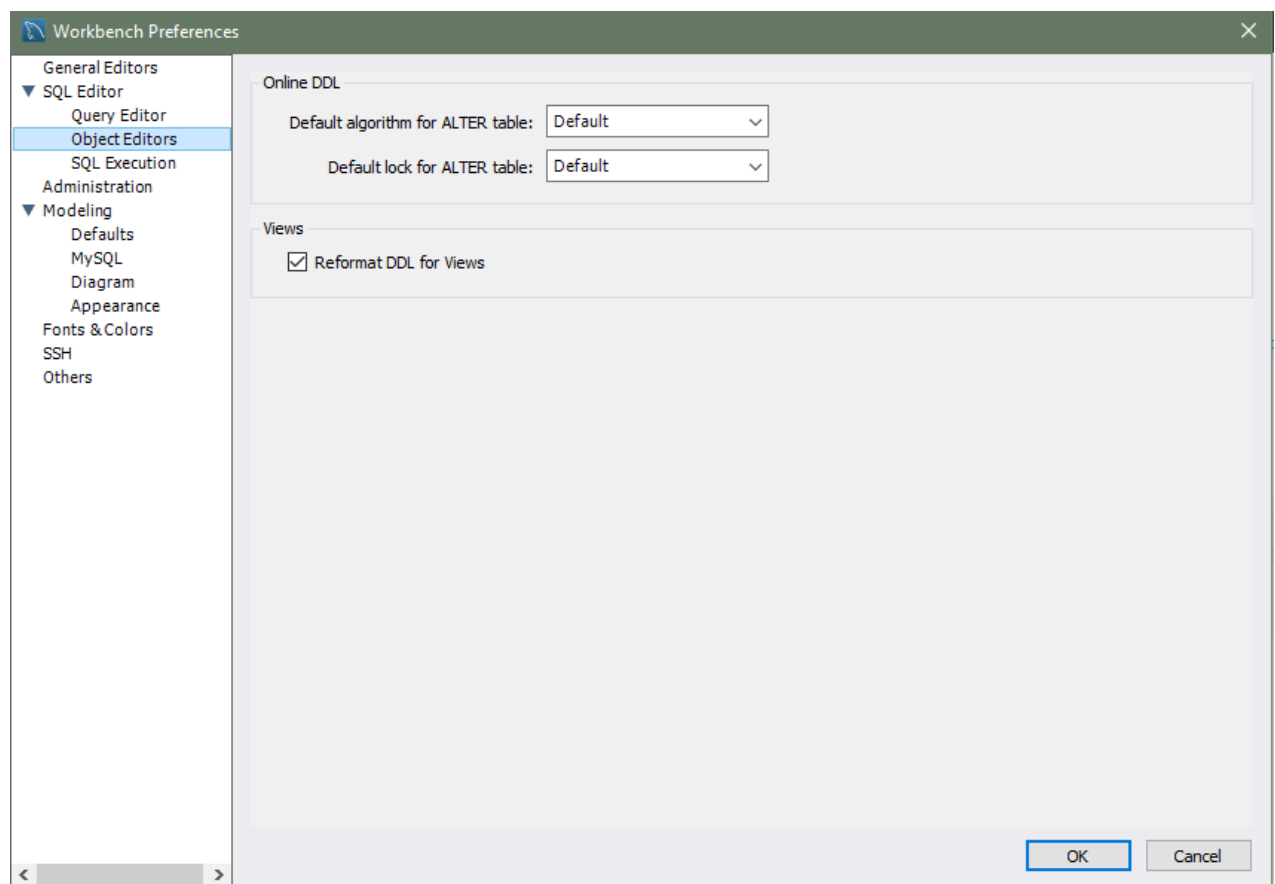 Workbench Preferences
General Editors
SQL Editor
Query Editor
Object Editors
SQL Execution
Administration
Modeling
Defaults
MySQL
Diagram
Appearance
Fonts & Colors
SSH
Others
Online DDL
Default algorithm for ALTER table: Default
Default lock for ALTER table: Default
Views
Reformat DDL for Views
OK Cancel